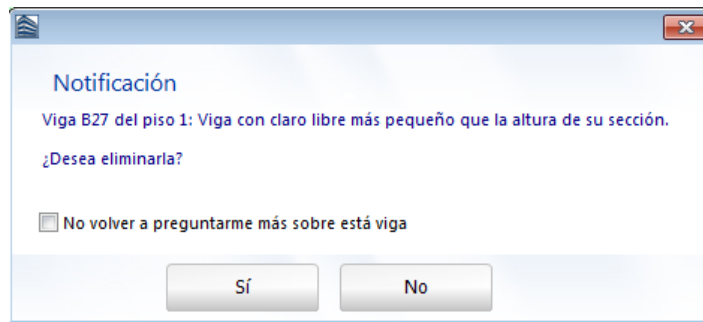 Notificación
Viga B27 del piso 1: Viga con claro libre más pequeño que la altura de su sección.
¿Desea eliminarla?
No volver a preguntarme más sobre está viga
Sí
No